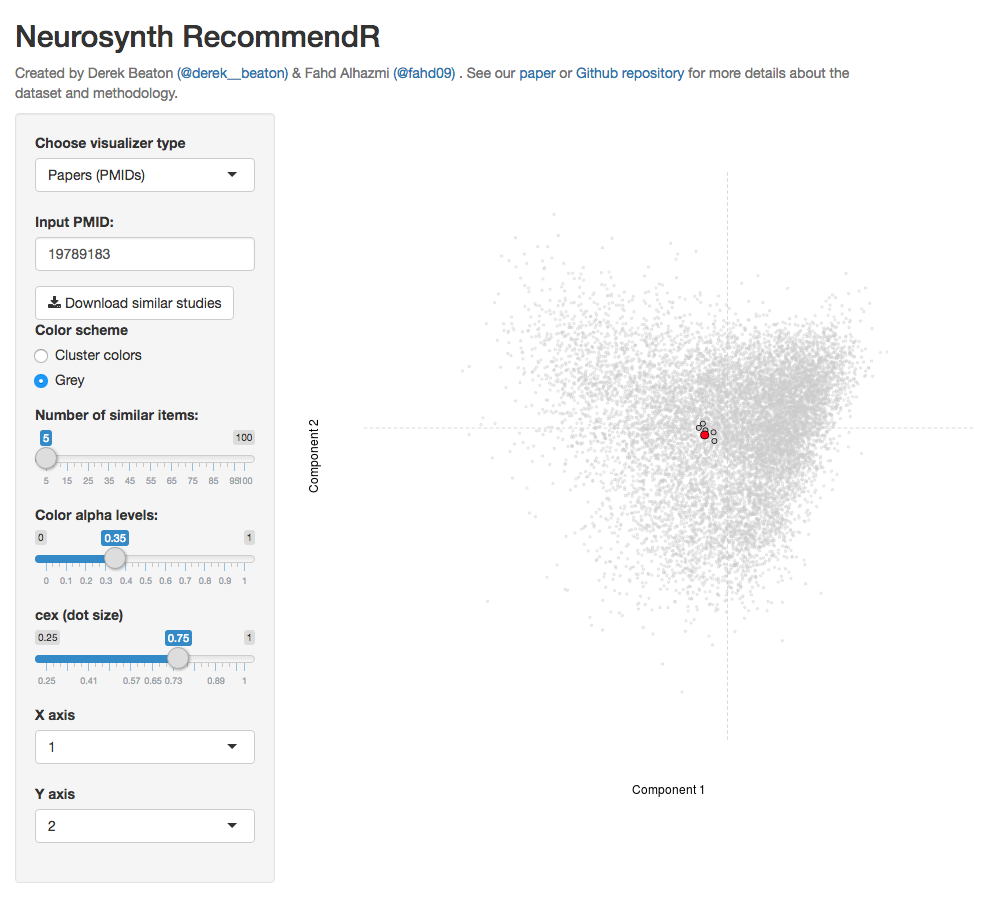 Neurosynth RecommendR
Created by Derek Beaton (@derek__beaton) & Fahd Alhazmi (@fahd09) . See our paper or Github repository for more details about the
dataset and methodology.
Choose visualizer type
Papers (PMIDs)
Input PMID:
19789183
Download similar studies
Color scheme
Cluster colors
Grey
Number of similar items:
5 100
5 15 25 35 45 55 65 75 85 95 100
Color alpha levels:
0 0.35 1
0 0.1 0.2 0.3 0.4 0.5 0.6 0.7 0.8 0.9 1
cex (dot size)
0.25 0.75 1
0.25 0.41 0.57 0.65 0.73 0.89 1
X axis
1
Y axis
2
Component 2
Component 1